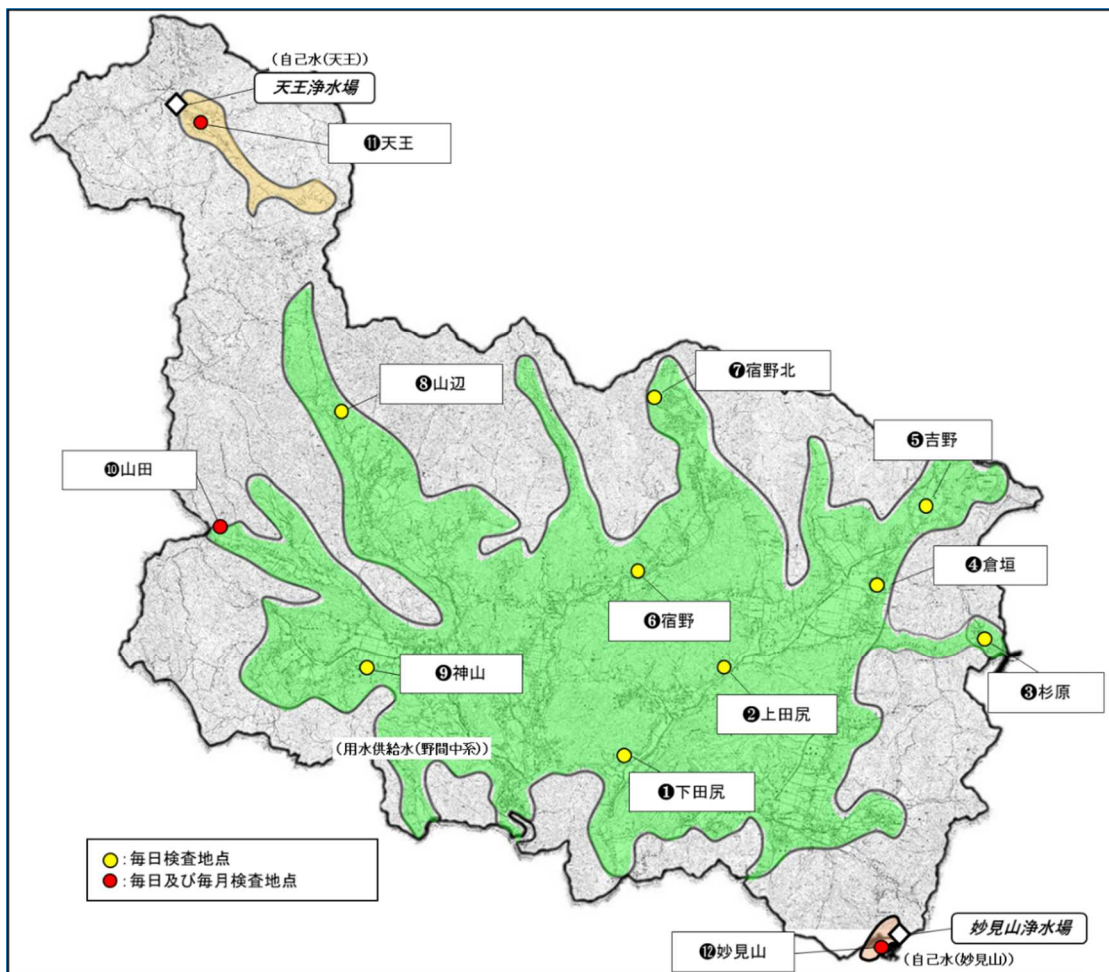 (自己水(天王))
天王浄水場
⓫天王
❼宿野北
❽山辺
❺吉野
❿山田
❹倉垣
❻宿野
❾神山
❸杉原
❷上田尻
(用水供給水(野間中系))
❶下田尻
:毎日検査地点
:毎日及び毎月検査地点
妙見山浄水場
⓬妙見山
(自己水(妙見山))